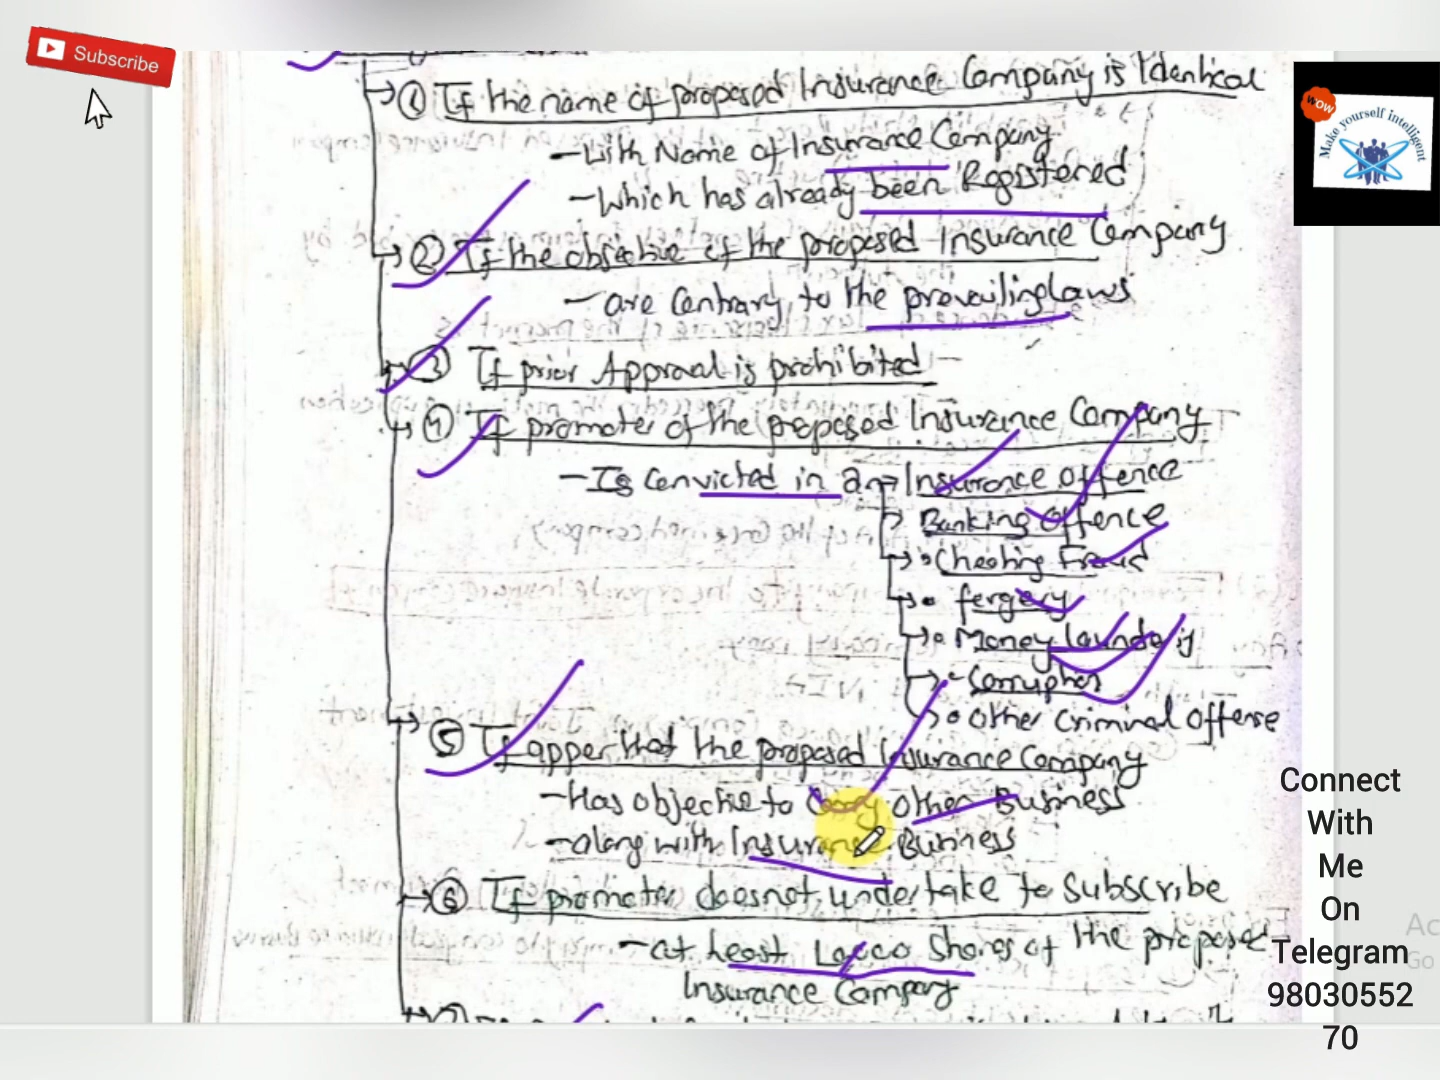 Subscribe
WOW
Make yourself intelligent
① If the name of proposed Insurance Company is Identical
- With Name of Insurance Company
- Which has already been Registered
② If the objective of the proposed Insurance Company
- are Contrary to the prevailing laws
③ If prior Approval is prohibited
④ If promoter of the proposed Insurance Company
- Is Convicted in an Insurance offence
Banking offence
• Cheating Fraud
• fergery
• Money
• Corruption
• other criminal offense
⑤ If apper that the proposed Insurance Company
- Has objective to Carry other Business
- along with Insurance Business
⑥ If promoter doesnot undertake to Subscribe
- at least shares of the propose
Insurance Company
Connect
With
Me
On
Telegram
98030552
70